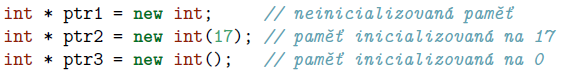 int * ptr1 = new int;      // neinicializovaná paměť
int * ptr2 = new int(17); // paměť inicializovaná na 17
int * ptr3 = new int();   // paměť inicializovaná na 0